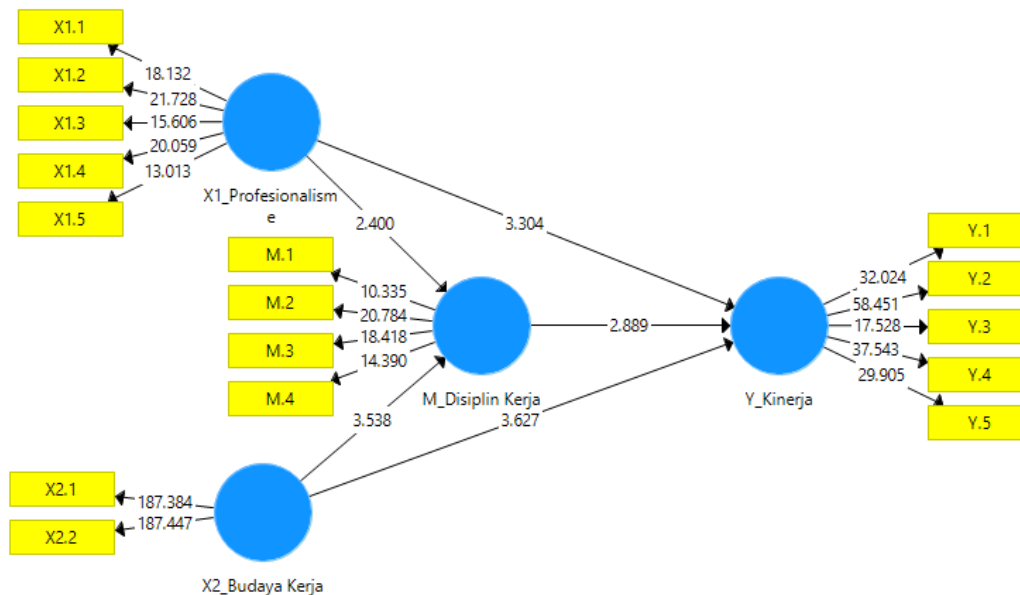 X1.1
X1.2
X1.3
X1.4
X1.5
18.132
21.728
15.606
20.059
13.013
X1_Profesionalism
e
2.400
3.304
M.1
M.2
M.3
M.4
10.335
20.784
18.418
14.390
M_Disiplin Kerja
2.889
3.538
3.627
Y_Kinerja
32.024
58.451
17.528
37.543
29.905
Y.1
Y.2
Y.3
Y.4
Y.5
X2.1
X2.2
187.384
187.447
X2_Budaya Kerja